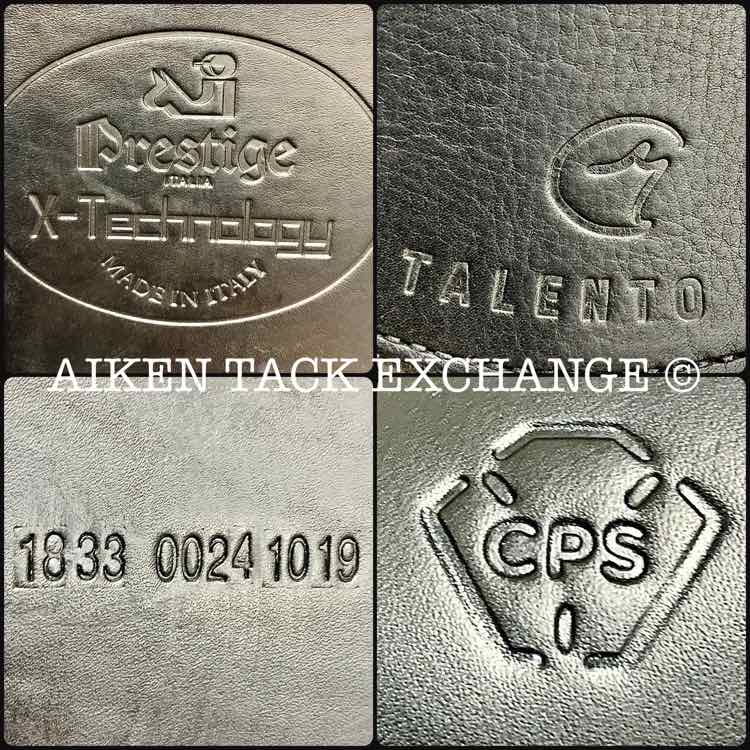 Prestige
ITALIA
X-Technology
MADE IN ITALY
TALENTO
AIKEN TACK EXCHANGE ©
1833 0024 1019
CPS